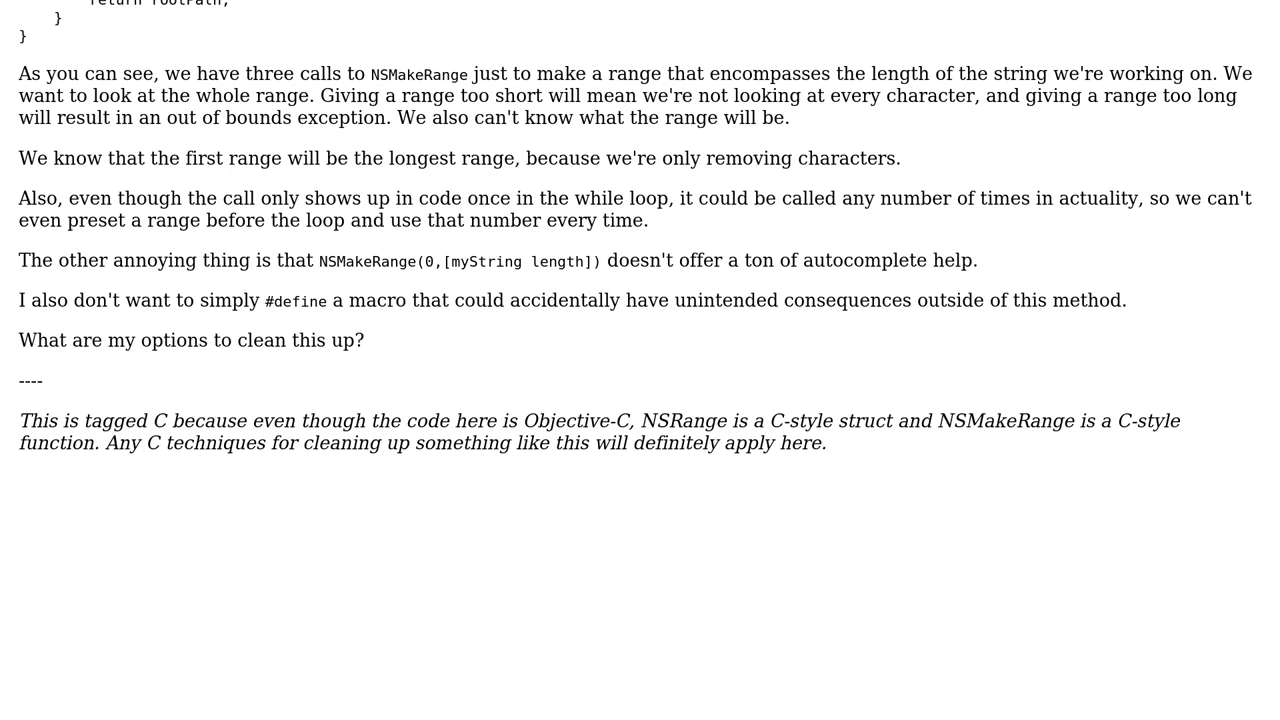 return rootPath;
    }
}
As you can see, we have three calls to NSMakeRange just to make a range that encompasses the length of the string we're working on. We
want to look at the whole range. Giving a range too short will mean we're not looking at every character, and giving a range too long
will result in an out of bounds exception. We also can't know what the range will be.
We know that the first range will be the longest range, because we're only removing characters.
Also, even though the call only shows up in code once in the while loop, it could be called any number of times in actuality, so we can't
even preset a range before the loop and use that number every time.
The other annoying thing is that NSMakeRange(0,[myString length]) doesn't offer a ton of autocomplete help.
I also don't want to simply #define a macro that could accidentally have unintended consequences outside of this method.
What are my options to clean this up?
----
This is tagged C because even though the code here is Objective-C, NSRange is a C-style struct and NSMakeRange is a C-style
function. Any C techniques for cleaning up something like this will definitely apply here.